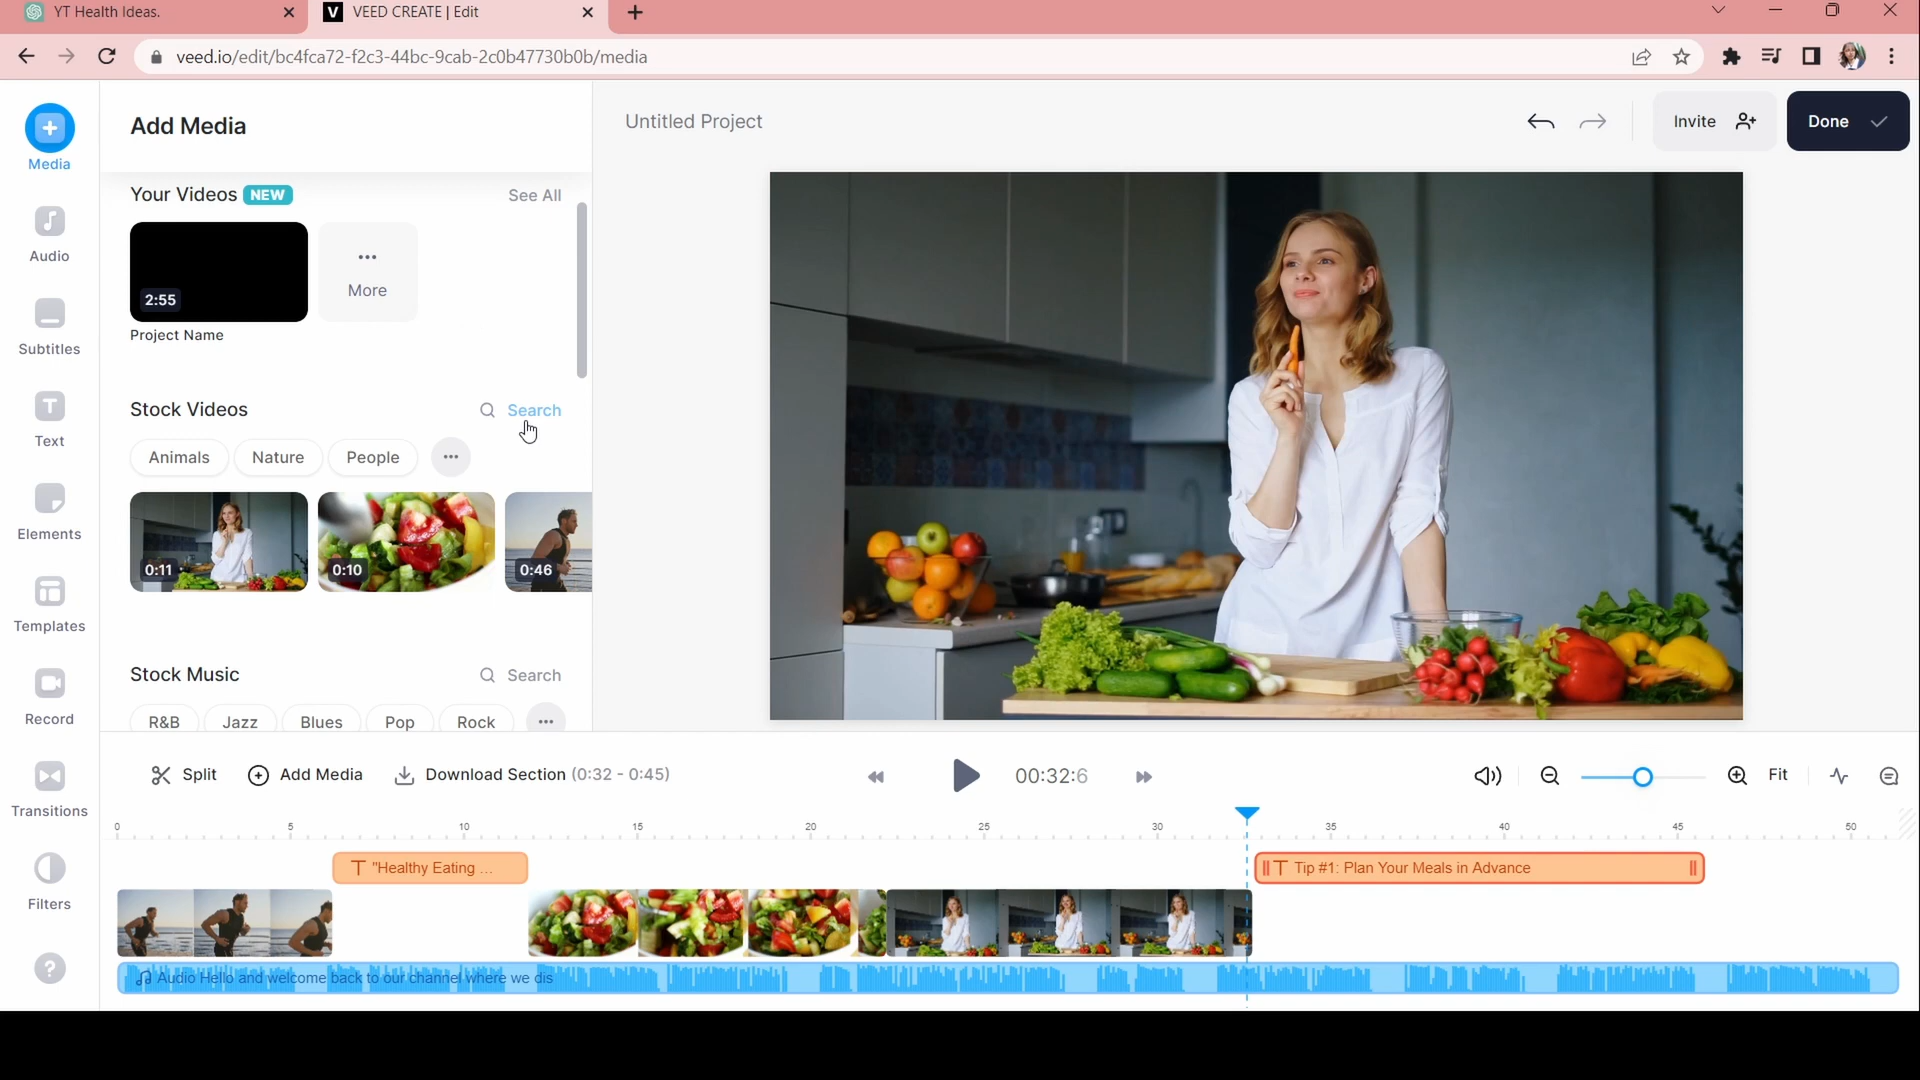 YT Health Ideas.
V VEED CREATE | Edit
veed.io/edit/bc4fca72-f2c3-44bc-9cab-2c0b47730b0b/media
Media
Audio
Subtitles
Text
Elements
Templates
Record
Transitions
Filters
?
Add Media
Your Videos NEW
See All
2:55
More
Project Name
Stock Videos
Search
Animals
Nature
People
0:11
0:10
0:46
Stock Music
Search
R&B
Jazz
Blues
Pop
Rock
Untitled Project
Invite
Done
Split
Add Media
Download Section (0:32 - 0:45)
00:32:6
Fit
0 5 10 15 20 25 30 35 40 45 50
T "Healthy Eating ...
T Tip #1: Plan Your Meals in Advance
Audio Hello and welcome back to our channel where we dis